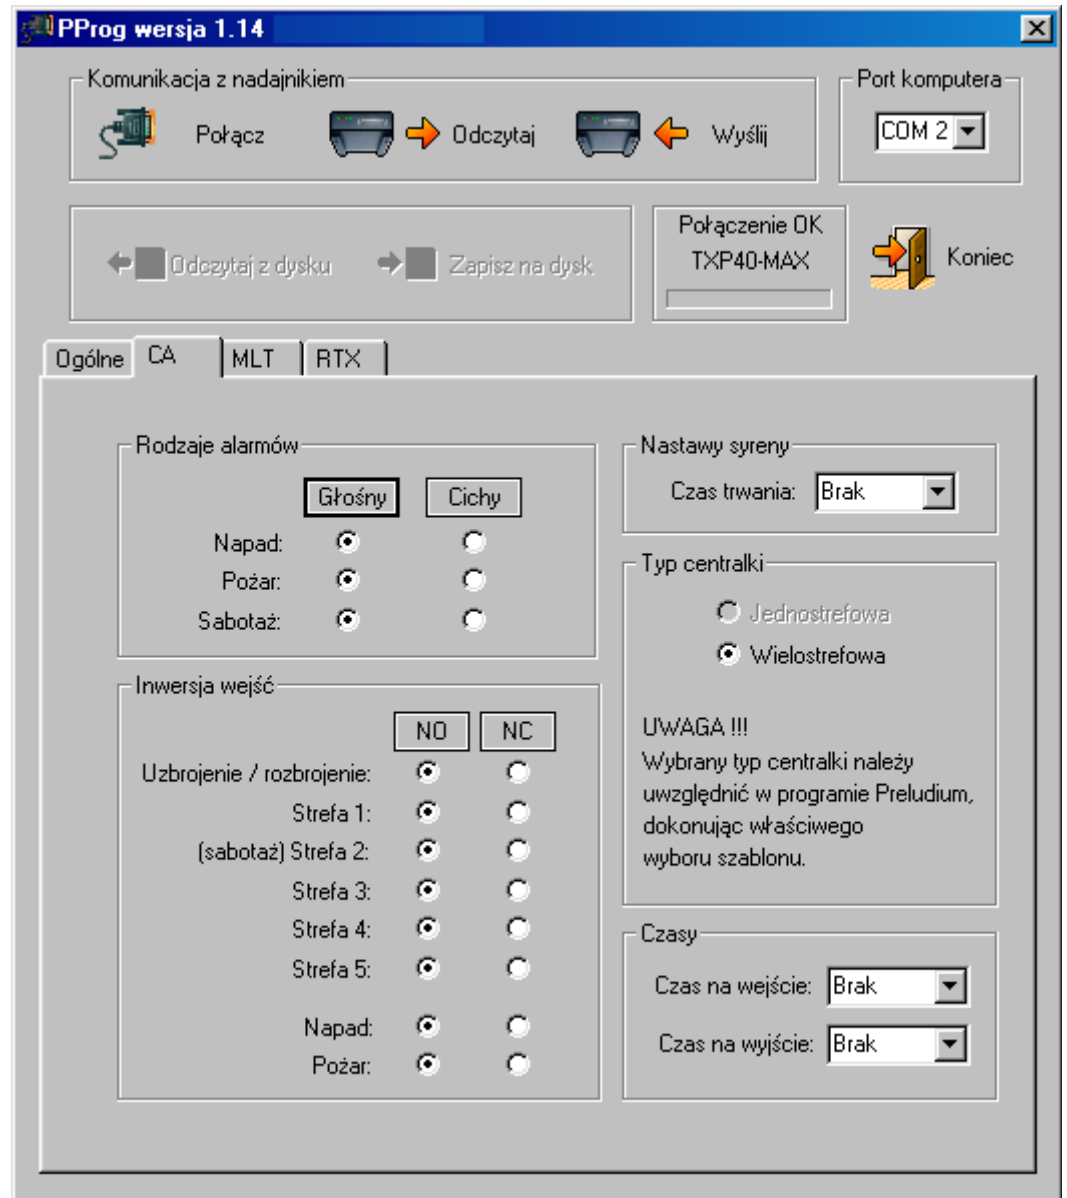 PProg wersja 1.14
Komunikacja z nadajnikiem
Połącz
Odczytaj
Wyślij
Port komputera
COM 2
Odczytaj z dysku
Zapisz na dysk
Połączenie OK
TXP40-MAX
Koniec
Ogólne CA MLT RTX
Rodzaje alarmów
Głośny Cichy
Napad:
Pożar:
Sabotaż:
Inwersja wejść
NO NC
Uzbrojenie / rozbrojenie:
Strefa 1:
(sabotaż) Strefa 2:
Strefa 3:
Strefa 4:
Strefa 5:
Napad:
Pożar:
Nastawy syreny
Czas trwania: Brak
Typ centralki
Jednostrefowa
Wielostrefowa
UWAGA !!!
Wybrany typ centralki należy
uwzględnić w programie Preludium,
dokonując właściwego
wyboru szablonu.
Czasy
Czas na wejście: Brak
Czas na wyjście: Brak